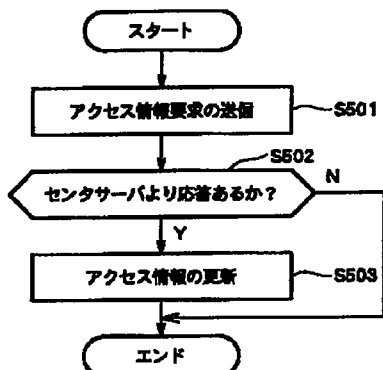 スタート
アクセス情報要求の送信
S501
S502
センタサーバより応答あるか?
N
Y
アクセス情報の更新
S503
エンド